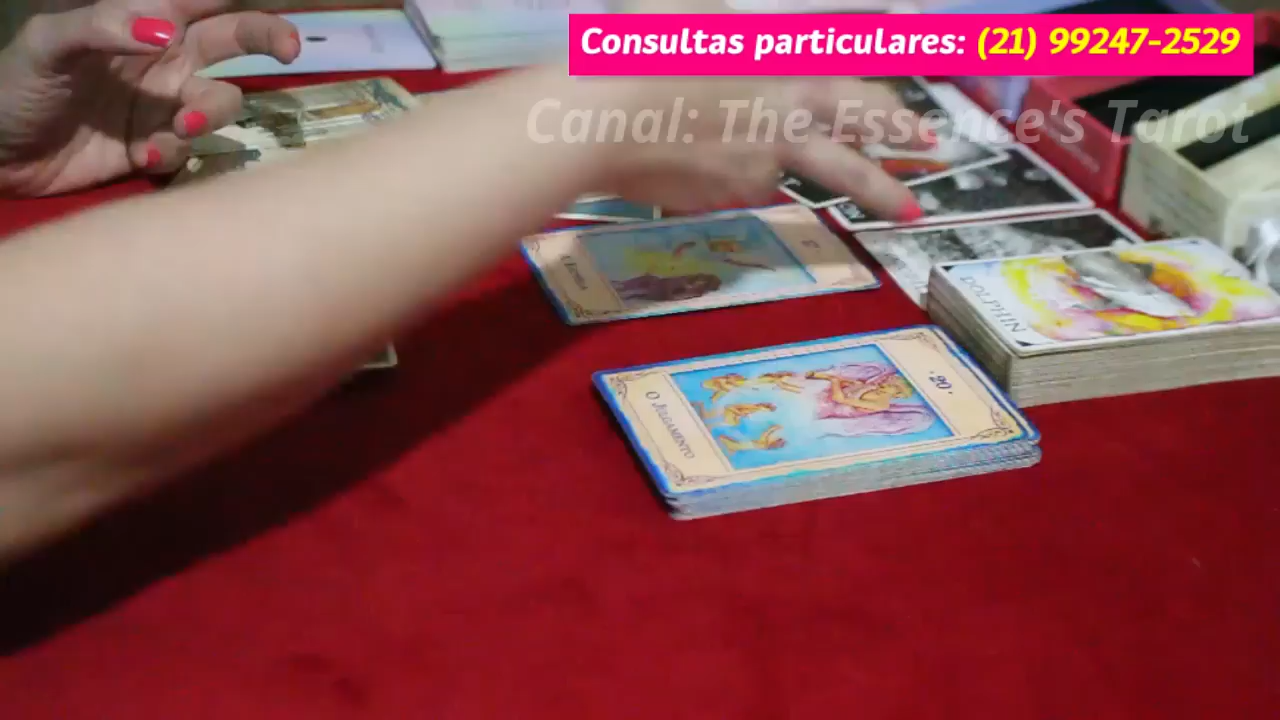 Consultas particulares: (21) 99247-2529
Canal: The Essence's Tarot
DOLPHIN
·20·
O JULGAMENTO